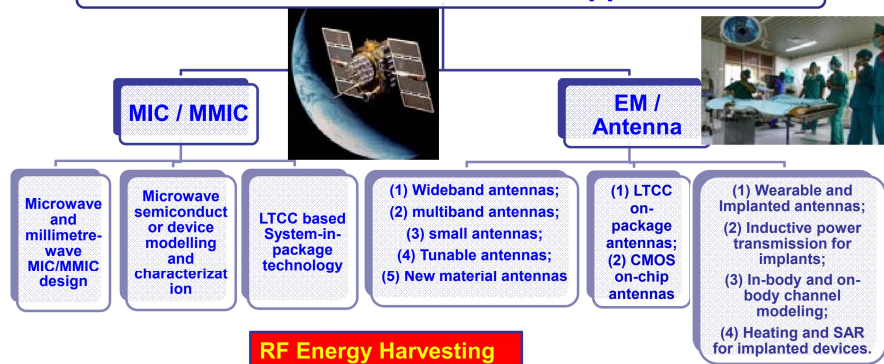 MIC / MMIC
EM /
Antenna
Microwave
and
millimetre-
wave
MIC/MMIC
design
Microwave
semiconduct
or device
modelling
and
characterizat
ion
LTCC based
System-in-
package
technology
(1) Wideband antennas;
(2) multiband antennas;
(3) small antennas;
(4) Tunable antennas;
(5) New material antennas
(1) LTCC
on-
package
antennas;
(2) CMOS
on-chip
antennas
(1) Wearable and
Implanted antennas;
(2) Inductive power
transmission for
implants;
(3) In-body and on-
body channel
modeling;
(4) Heating and SAR
for implanted devices.
RF Energy Harvesting